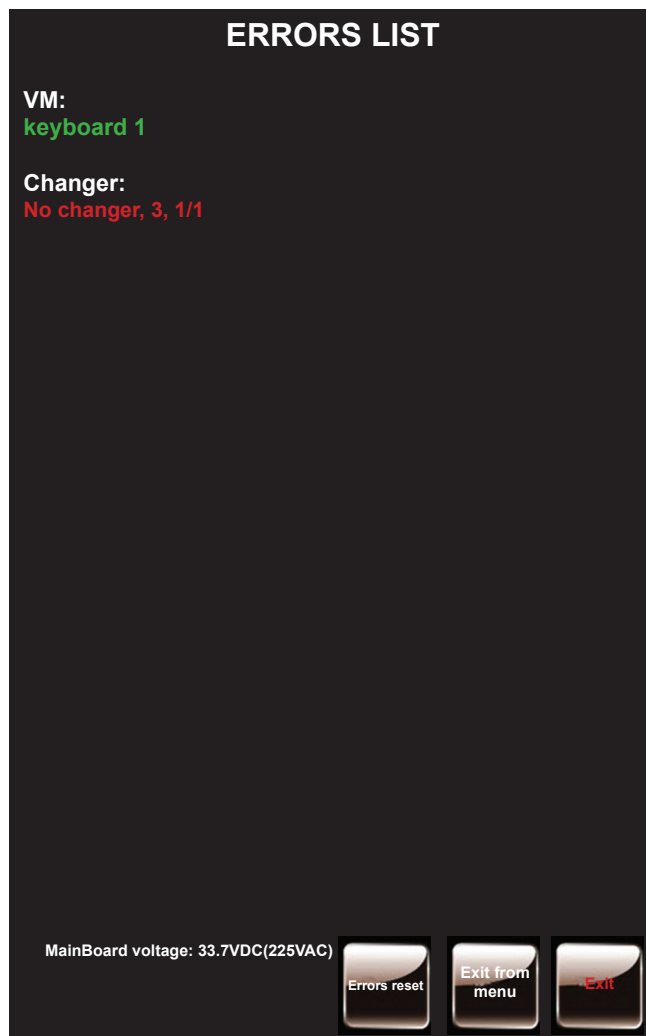 ERRORS LIST
VM:
keyboard 1
Changer:
No changer, 3, 1/1
MainBoard voltage: 33.7VDC(225VAC)
Errors reset
Exit from
menu
Exit